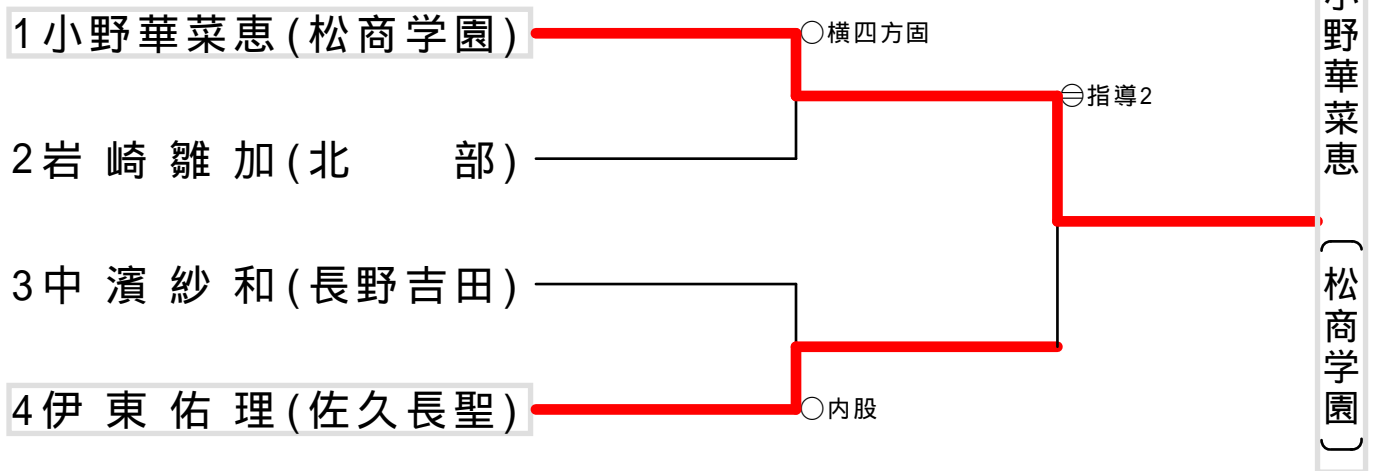 1小野華菜恵(松商学園)
○横四方固
㊀指導2
2岩崎雛加(北　　部)
3中濱紗和(長野吉田)
4伊東佑理(佐久長聖)
○内股
小野華菜恵(松商学園)